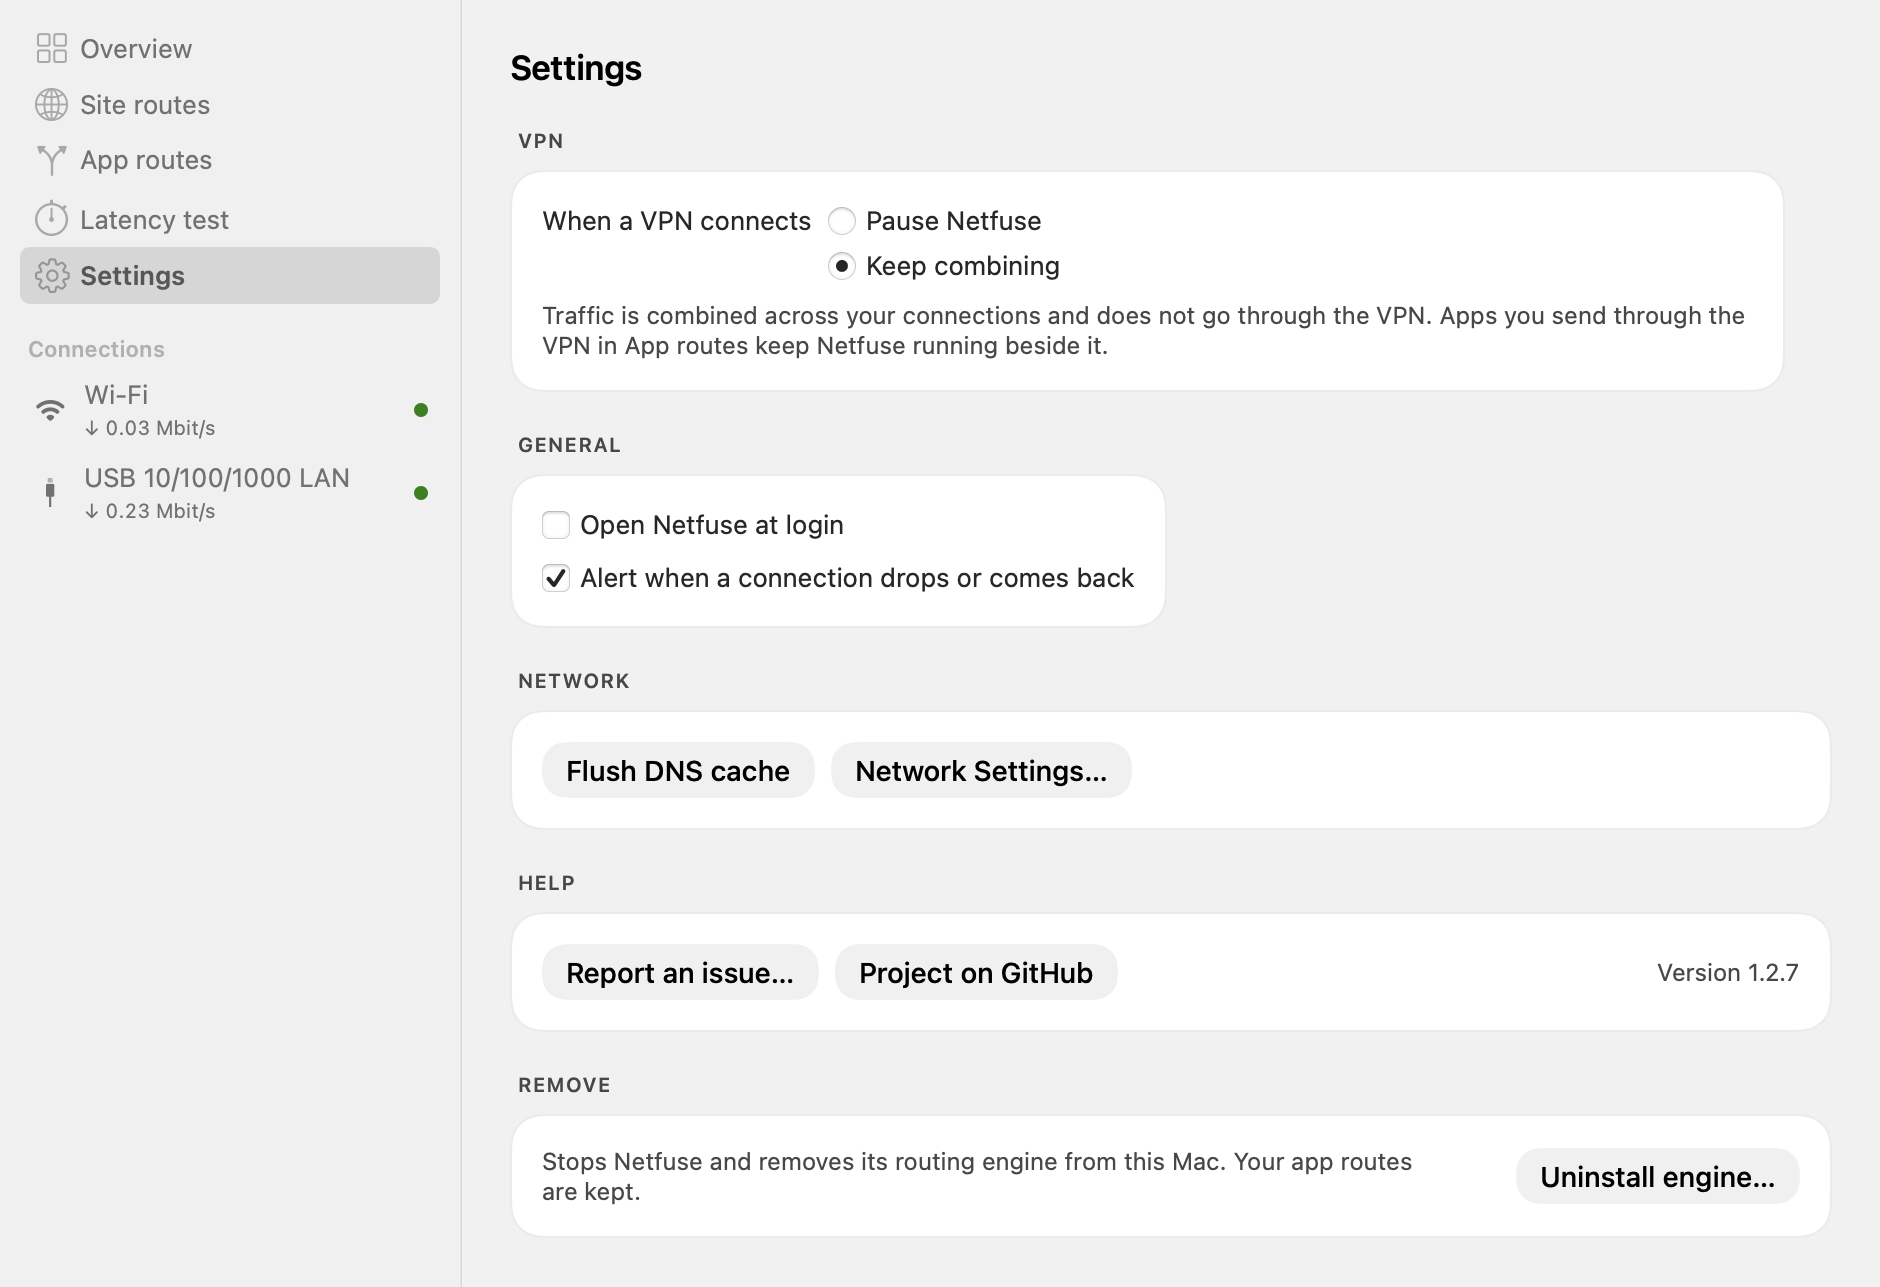 Overview
Site routes
App routes
Latency test
Settings
Connections
Wi-Fi
↓ 0.03 Mbit/s
USB 10/100/1000 LAN
↓ 0.23 Mbit/s
Settings
VPN
When a VPN connects Pause Netfuse
Keep combining
Traffic is combined across your connections and does not go through the VPN. Apps you send through the
VPN in App routes keep Netfuse running beside it.
GENERAL
Open Netfuse at login
Alert when a connection drops or comes back
NETWORK
Flush DNS cache Network Settings...
HELP
Report an issue... Project on GitHub Version 1.2.7
REMOVE
Stops Netfuse and removes its routing engine from this Mac. Your app routes
are kept.
Uninstall engine...